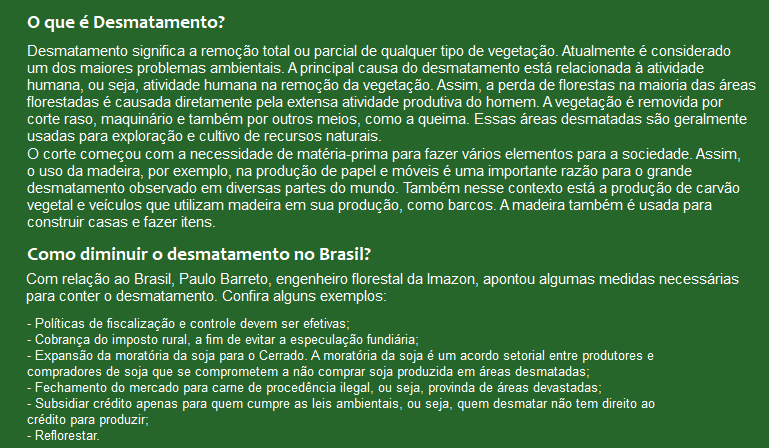 O que é Desmatamento?
Desmatamento significa a remoção total ou parcial de qualquer tipo de vegetação. Atualmente é considerado
um dos maiores problemas ambientais. A principal causa do desmatamento está relacionada à atividade
humana, ou seja, atividade humana na remoção da vegetação. Assim, a perda de florestas na maioria das áreas
florestadas é causada diretamente pela extensa atividade produtiva do homem. A vegetação é removida por
corte raso, maquinário e também por outros meios, como a queima. Essas áreas desmatadas são geralmente
usadas para exploração e cultivo de recursos naturais.
O corte começou com a necessidade de matéria-prima para fazer vários elementos para a sociedade. Assim,
o uso da madeira, por exemplo, na produção de papel e móveis é uma importante razão para o grande
desmatamento observado em diversas partes do mundo. Também nesse contexto está a produção de carvão
vegetal e veículos que utilizam madeira em sua produção, como barcos. A madeira também é usada para
construir casas e fazer itens.
Como diminuir o desmatamento no Brasil?
Com relação ao Brasil, Paulo Barreto, engenheiro florestal da Imazon, apontou algumas medidas necessárias
para conter o desmatamento. Confira alguns exemplos:
- Políticas de fiscalização e controle devem ser efetivas;
- Cobrança do imposto rural, a fim de evitar a especulação fundiária;
- Expansão da moratória da soja para o Cerrado. A moratória da soja é um acordo setorial entre produtores e
compradores de soja que se comprometem a não comprar soja produzida em áreas desmatadas;
- Fechamento do mercado para carne de procedência ilegal, ou seja, provinda de áreas devastadas;
- Subsidiar crédito apenas para quem cumpre as leis ambientais, ou seja, quem desmatar não tem direito ao
crédito para produzir;
- Reflorestar.